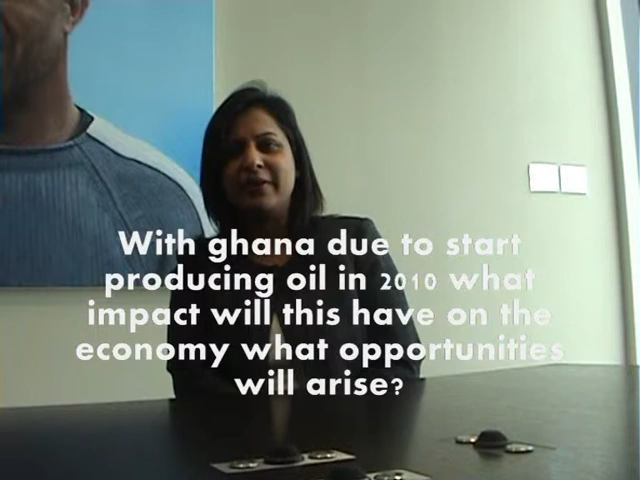 With ghana due to start
producing oil in 2010 what
impact will this have on the
economy what opportunities
will arise?